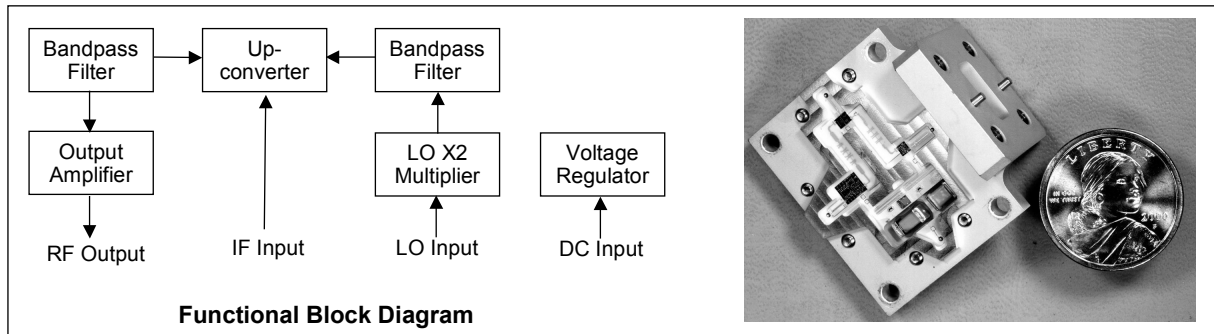 Bandpass
Filter
Up-
converter
Bandpass
Filter
Output
Amplifier
LO X2
Multiplier
Voltage
Regulator
RF Output
IF Input
LO Input
DC Input
Functional Block Diagram
LIBERTY